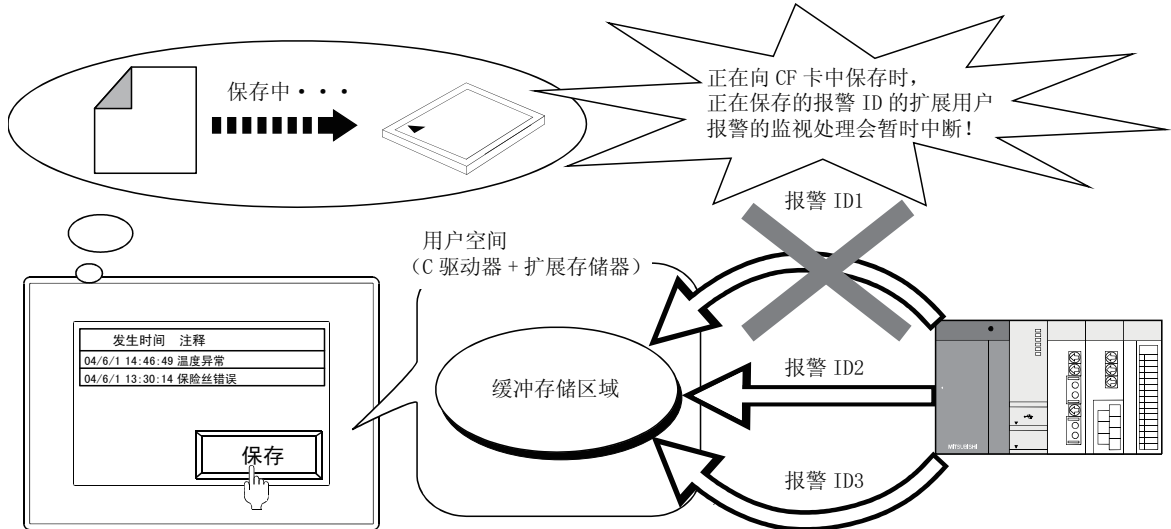 保存中・・・
正在向 CF 卡中保存时，
正在保存的报警 ID 的扩展用户
报警的监视处理会暂时中断！
报警 ID1
用户空间
（C 驱动器 + 扩展存储器）
发生时间 注释
04/6/1 14:46:49 温度异常
04/6/1 13:30:14 保险丝错误
保存
缓冲存储区域
报警 ID2
报警 ID3
MITSUBISHI